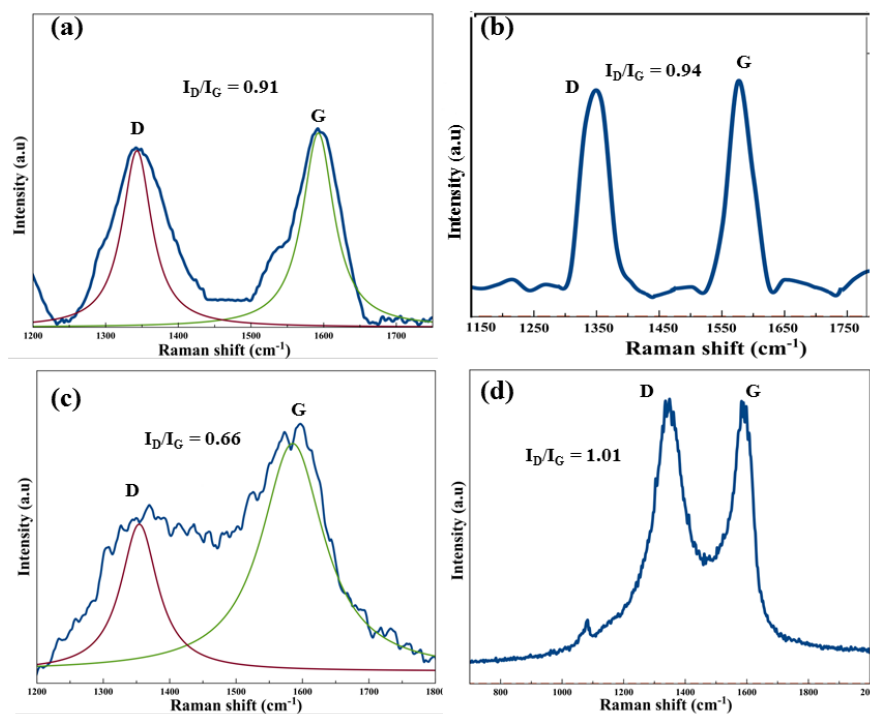 (a)
I_D/I_G = 0.91
D
G
Intensity (a.u)
1200 1300 1400 1500 1600 1700
Raman shift (cm⁻¹)
(b)
I_D/I_G = 0.94
D
G
Intensity (a.u)
1150 1250 1350 1450 1550 1650 1750
Raman shift (cm⁻¹)
(c)
I_D/I_G = 0.66
D
G
Intensity (a.u)
1200 1300 1400 1500 1600 1700 1800
Raman shift (cm⁻¹)
(d)
D
G
I_D/I_G = 1.01
Intensity (a.u)
800 1000 1200 1400 1600 1800 200
Raman shift (cm⁻¹)